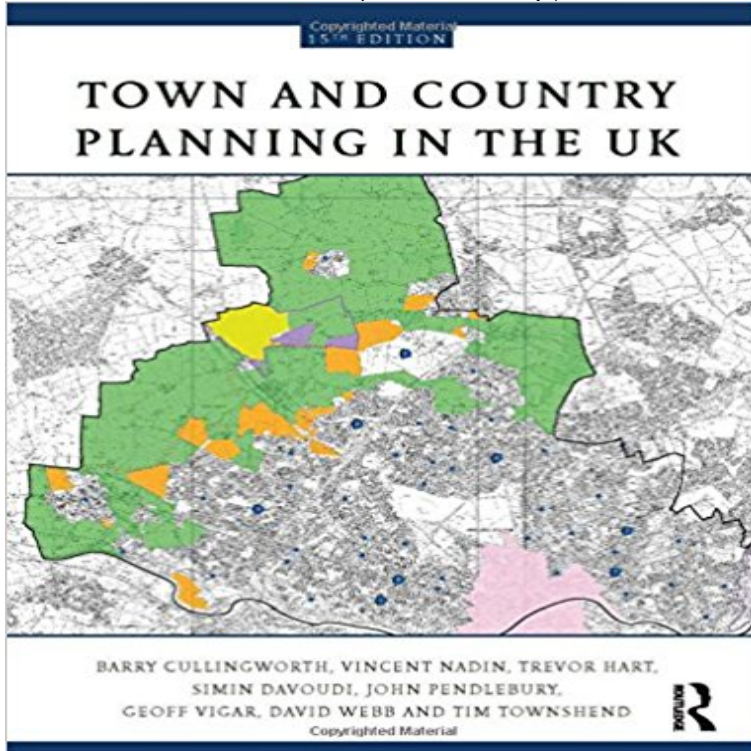 Copyrighted Material
15TH EDITION
TOWN AND COUNTRY
PLANNING IN THE UK
BARRY CULLINGWORTH, VINCENT NADIN, TREVOR HART,
SIMIN DAVOUDI, JOHN PENDLEBURY,
GEOFF VIGAR, DAVID WEBB AND TIM TOWNSHEND
ROUTLEDGE
Copyrighted Material